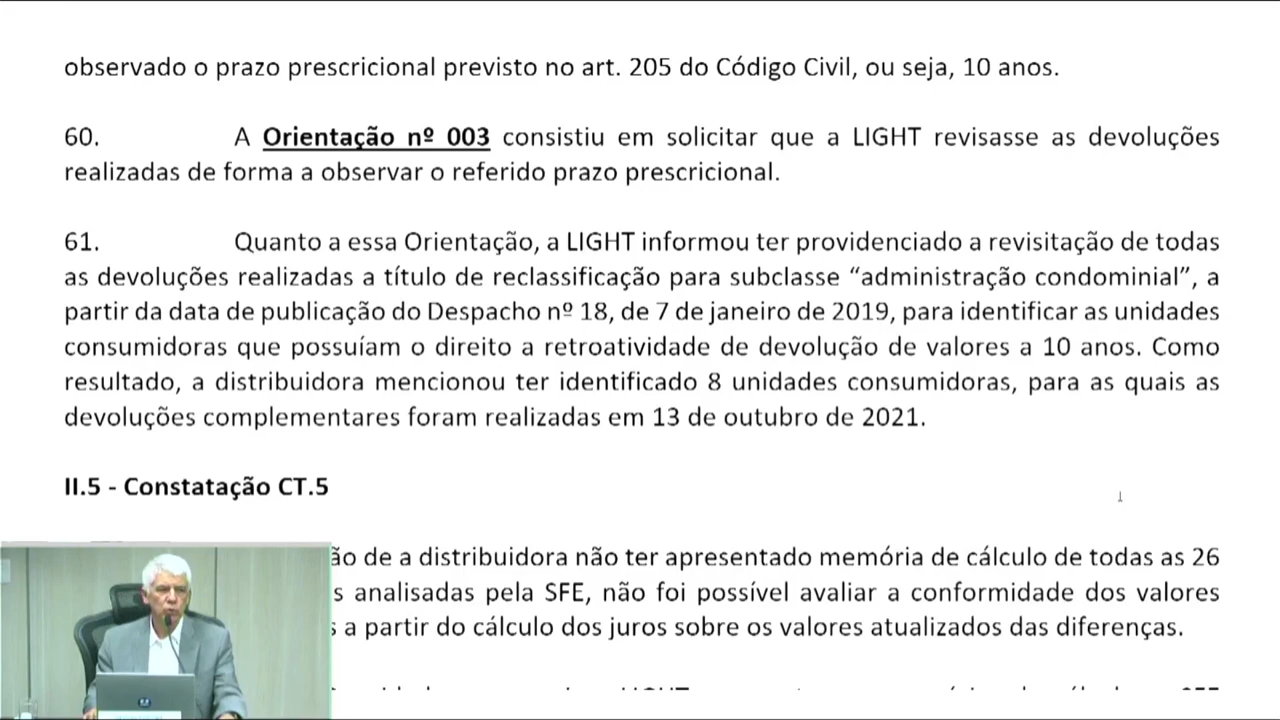 observado o prazo prescricional previsto no art. 205 do Código Civil, ou seja, 10 anos.
60. A Orientação nº 003 consistiu em solicitar que a LIGHT revisasse as devoluções
realizadas de forma a observar o referido prazo prescricional.
61. Quanto a essa Orientação, a LIGHT informou ter providenciado a revisitação de todas
as devoluções realizadas a título de reclassificação para subclasse “administração condominial”, a
partir da data de publicação do Despacho nº 18, de 7 de janeiro de 2019, para identificar as unidades
consumidoras que possuíam o direito a retroatividade de devolução de valores a 10 anos. Como
resultado, a distribuidora mencionou ter identificado 8 unidades consumidoras, para as quais as
devoluções complementares foram realizadas em 13 de outubro de 2021.
II.5 - Constatação CT.5
ão de a distribuidora não ter apresentado memória de cálculo de todas as 26
s analisadas pela SFE, não foi possível avaliar a conformidade dos valores
s a partir do cálculo dos juros sobre os valores atualizados das diferenças.